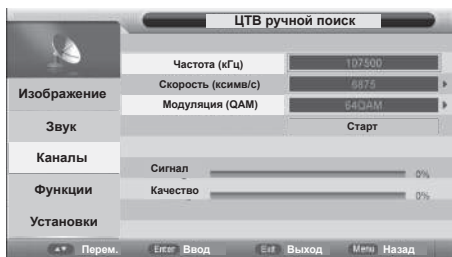 ЦТВ ручной поиск
Частота (кГц) 107500
Скорость (ксимв/с) 6875
Модуляция (QAM) 64QAM
Старт
Сигнал 0%
Качество 0%
Изображение
Звук
Каналы
Функции
Установки
Перем. Enter Ввод Exit Выход Menu Назад